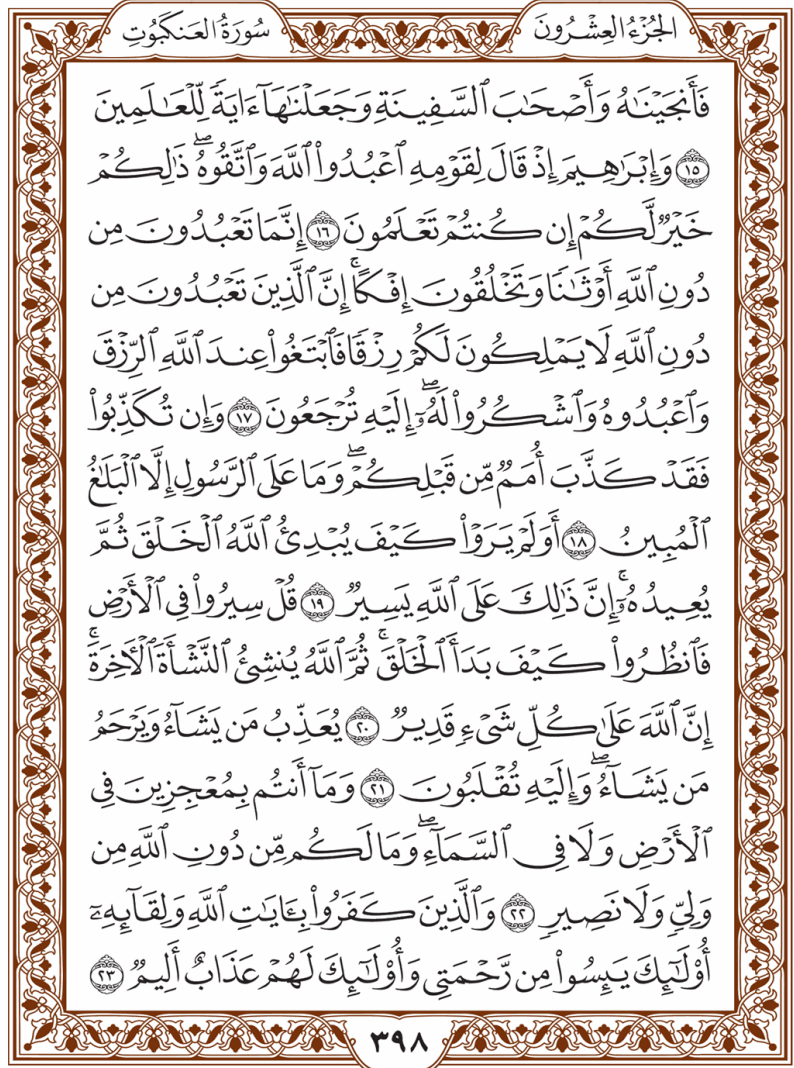 الجُزْءُ العِشْرُونَ
سُورَةُ العَنكَبُوتِ
فَأَنجَيْنَٰهُ وَأَصْحَٰبَ ٱلسَّفِينَةِ وَجَعَلْنَٰهَآ ءَايَةً لِّلْعَٰلَمِينَ
١٥ وَإِبْرَٰهِيمَ إِذْ قَالَ لِقَوْمِهِ ٱعْبُدُوا۟ ٱللَّهَ وَٱتَّقُوهُۖ ذَٰلِكُمْ
خَيْرٌ لَّكُمْ إِن كُنتُمْ تَعْلَمُونَ ١٦ إِنَّمَا تَعْبُدُونَ مِن
دُونِ ٱللَّهِ أَوْثَٰنًا وَتَخْلُقُونَ إِفْكًاۚ إِنَّ ٱلَّذِينَ تَعْبُدُونَ مِن
دُونِ ٱللَّهِ لَا يَمْلِكُونَ لَكُمْ رِزْقًا فَٱبْتَغُوا۟ عِندَ ٱللَّهِ ٱلرِّزْقَ
وَٱعْبُدُوهُ وَٱشْكُرُوا۟ لَهُۥٓۖ إِلَيْهِ تُرْجَعُونَ ١٧ وَإِن تُكَذِّبُوا۟
فَقَدْ كَذَّبَ أُمَمٌ مِّن قَبْلِكُمْۖ وَمَا عَلَى ٱلرَّسُولِ إِلَّا ٱلْبَلَٰغُ
ٱلْمُبِينُ ١٨ أَوَلَمْ يَرَوْا۟ كَيْفَ يُبْدِئُ ٱللَّهُ ٱلْخَلْقَ ثُمَّ
يُعِيدُهُۥٓۚ إِنَّ ذَٰلِكَ عَلَى ٱللَّهِ يَسِيرٌ ١٩ قُلْ سِيرُوا۟ فِى ٱلْأَرْضِ
فَٱنظُرُوا۟ كَيْفَ بَدَأَ ٱلْخَلْقَۚ ثُمَّ ٱللَّهُ يُنشِئُ ٱلنَّشْأَةَ ٱلْءَاخِرَةَۚ
إِنَّ ٱللَّهَ عَلَىٰ كُلِّ شَىْءٍ قَدِيرٌ ٢٠ يُعَذِّبُ مَن يَشَآءُ وَيَرْحَمُ
مَن يَشَآءُۖ وَإِلَيْهِ تُقْلَبُونَ ٢١ وَمَآ أَنتُم بِمُعْجِزِينَ فِى
ٱلْأَرْضِ وَلَا فِى ٱلسَّمَآءِۖ وَمَا لَكُم مِّن دُونِ ٱللَّهِ مِن
وَلِىٍّ وَلَا نَصِيرٍ ٢٢ وَٱلَّذِينَ كَفَرُوا۟ بِـَٔايَٰتِ ٱللَّهِ وَلِقَآئِهِۦٓ
أُو۟لَٰٓئِكَ يَئِسُوا۟ مِن رَّحْمَتِى وَأُو۟لَٰٓئِكَ لَهُمْ عَذَابٌ أَلِيمٌ ٢٣
٣٩٨